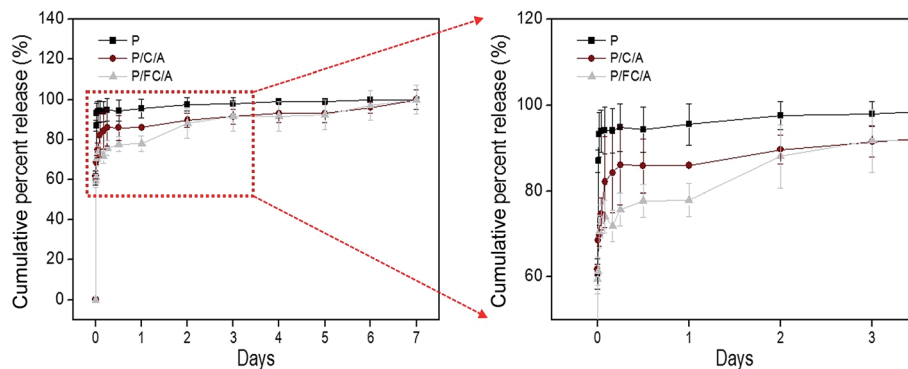 Cumulative percent release (%)
140
120
100
80
60
40
20
0
P
P/C/A
P/FC/A
0 1 2 3 4 5 6 7
Days
Cumulative percent release (%)
120
100
80
60
P
P/C/A
P/FC/A
0 1 2 3
Days